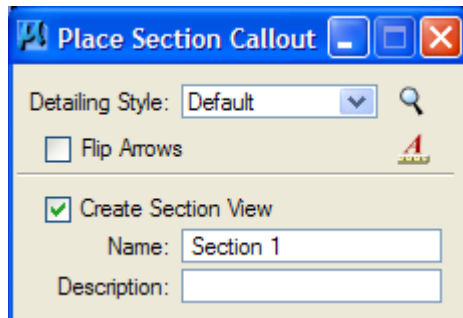 Place Section Callout
Detailing Style: Default
Flip Arrows
Create Section View
Name: Section 1
Description: